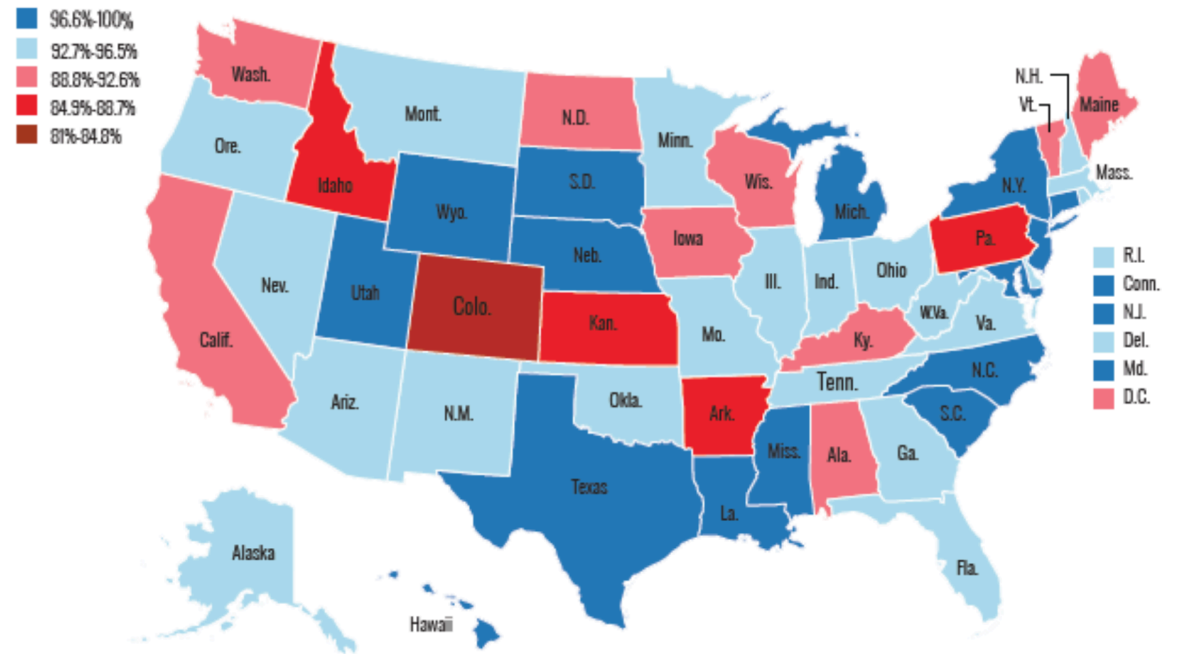 96.6%-100%
92.7%-96.5%
88.8%-92.6%
84.9%-88.7%
81%-84.8%
Wash.
Ore.
Calif.
Idaho
Nev.
Mont.
Wyo.
Utah
Colo.
Ariz.
N.M.
N.D.
S.D.
Neb.
Kan.
Okla.
Texas
Minn.
Iowa
Mo.
Ark.
La.
Wis.
Ill.
Mich.
Ind.
Ohio
Ky.
Tenn.
Miss.
Ala.
Ga.
Fla.
S.C.
N.C.
Va.
W.Va.
Pa.
N.Y.
N.H.
Vt.
Maine
Mass.
R.I.
Conn.
N.J.
Del.
Md.
D.C.
Alaska
Hawaii